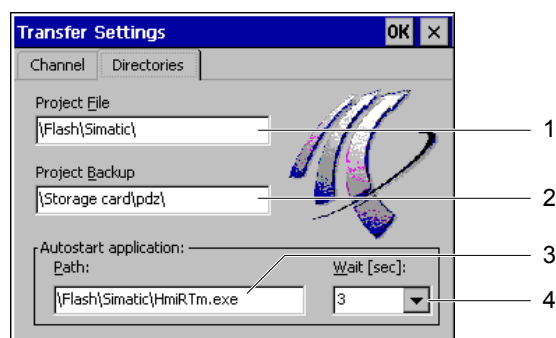 Transfer Settings OK ×
Channel Directories
Project File
\Flash\Simatic\ 1
Project Backup
\Storage card\pdz\ 2
Autostart application: 3
Path: Wait [sec]:
\Flash\Simatic\HmiRTm.exe 3 4